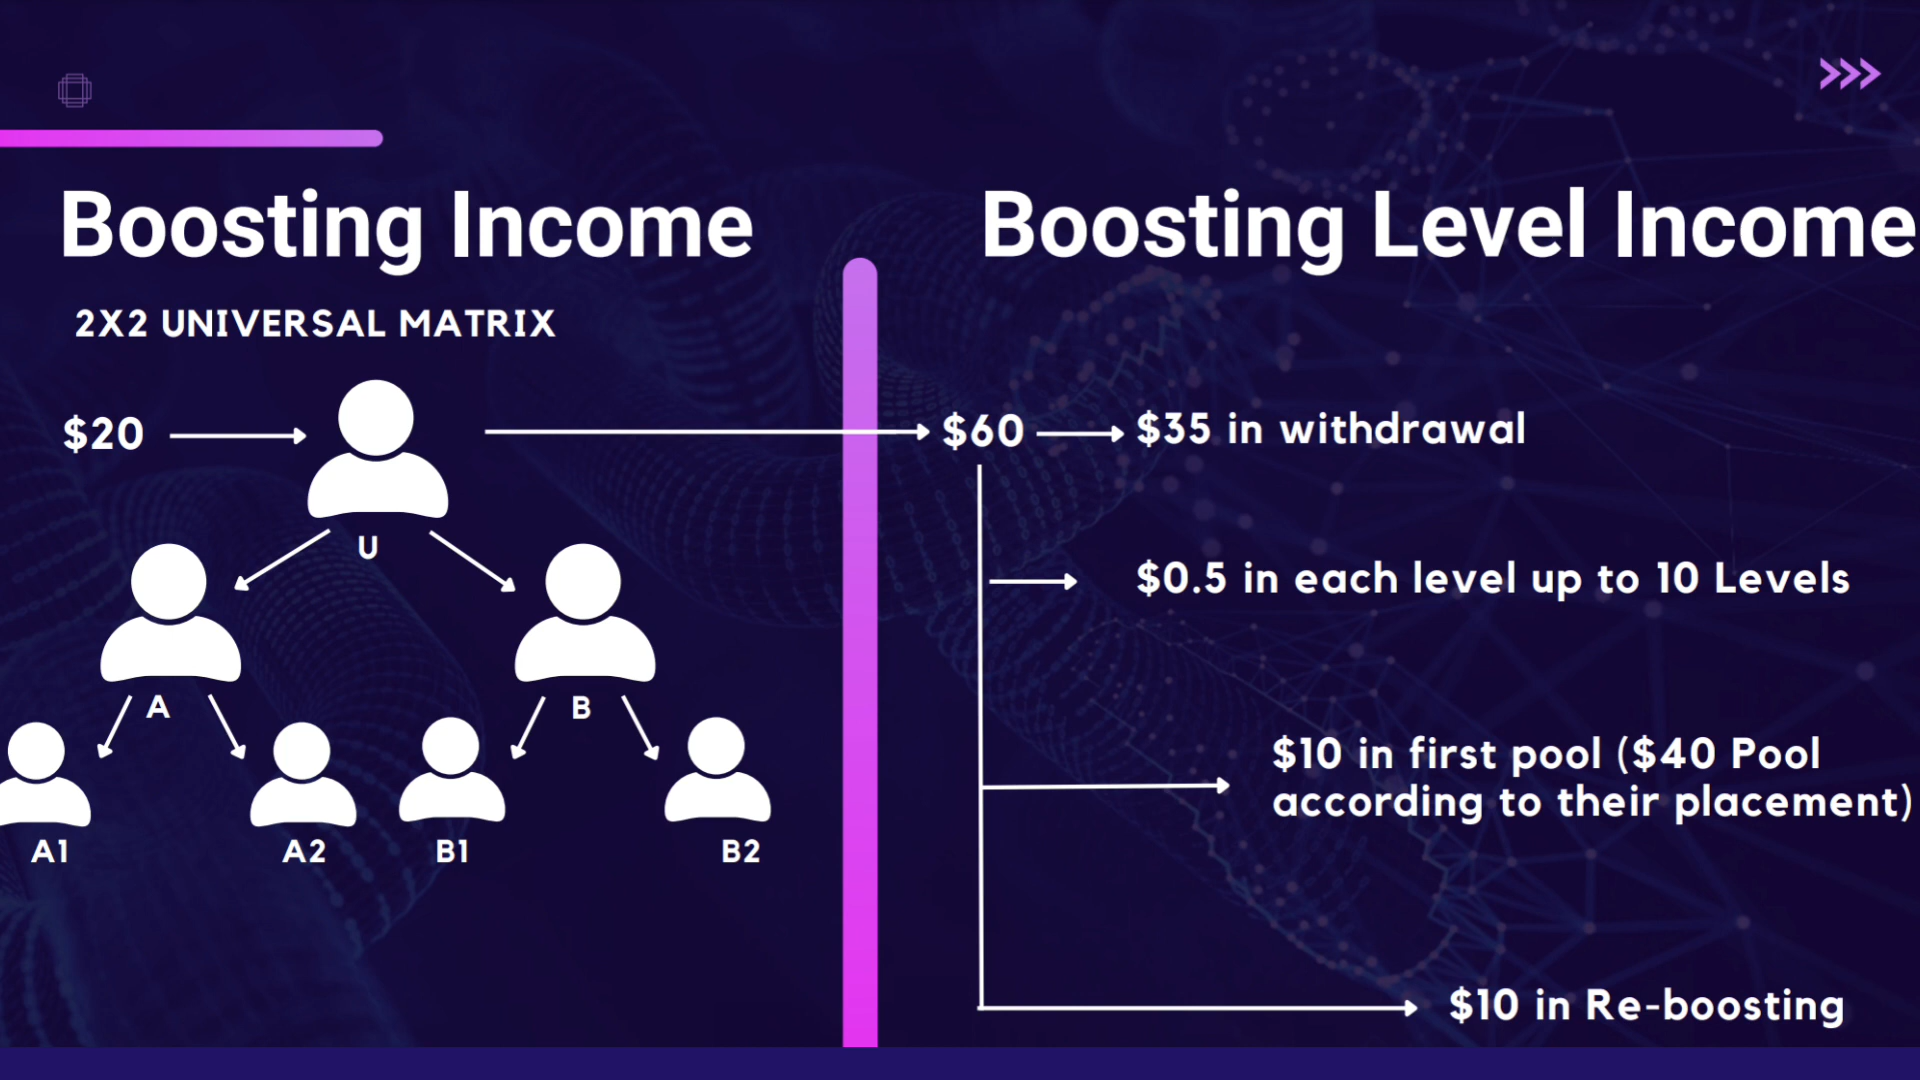 Boosting Income
2X2 UNIVERSAL MATRIX
$20
U
A
B
A1
A2
B1
B2
Boosting Level Income
$60
$35 in withdrawal
$0.5 in each level up to 10 Levels
$10 in first pool ($40 Pool
according to their placement)
$10 in Re-boosting